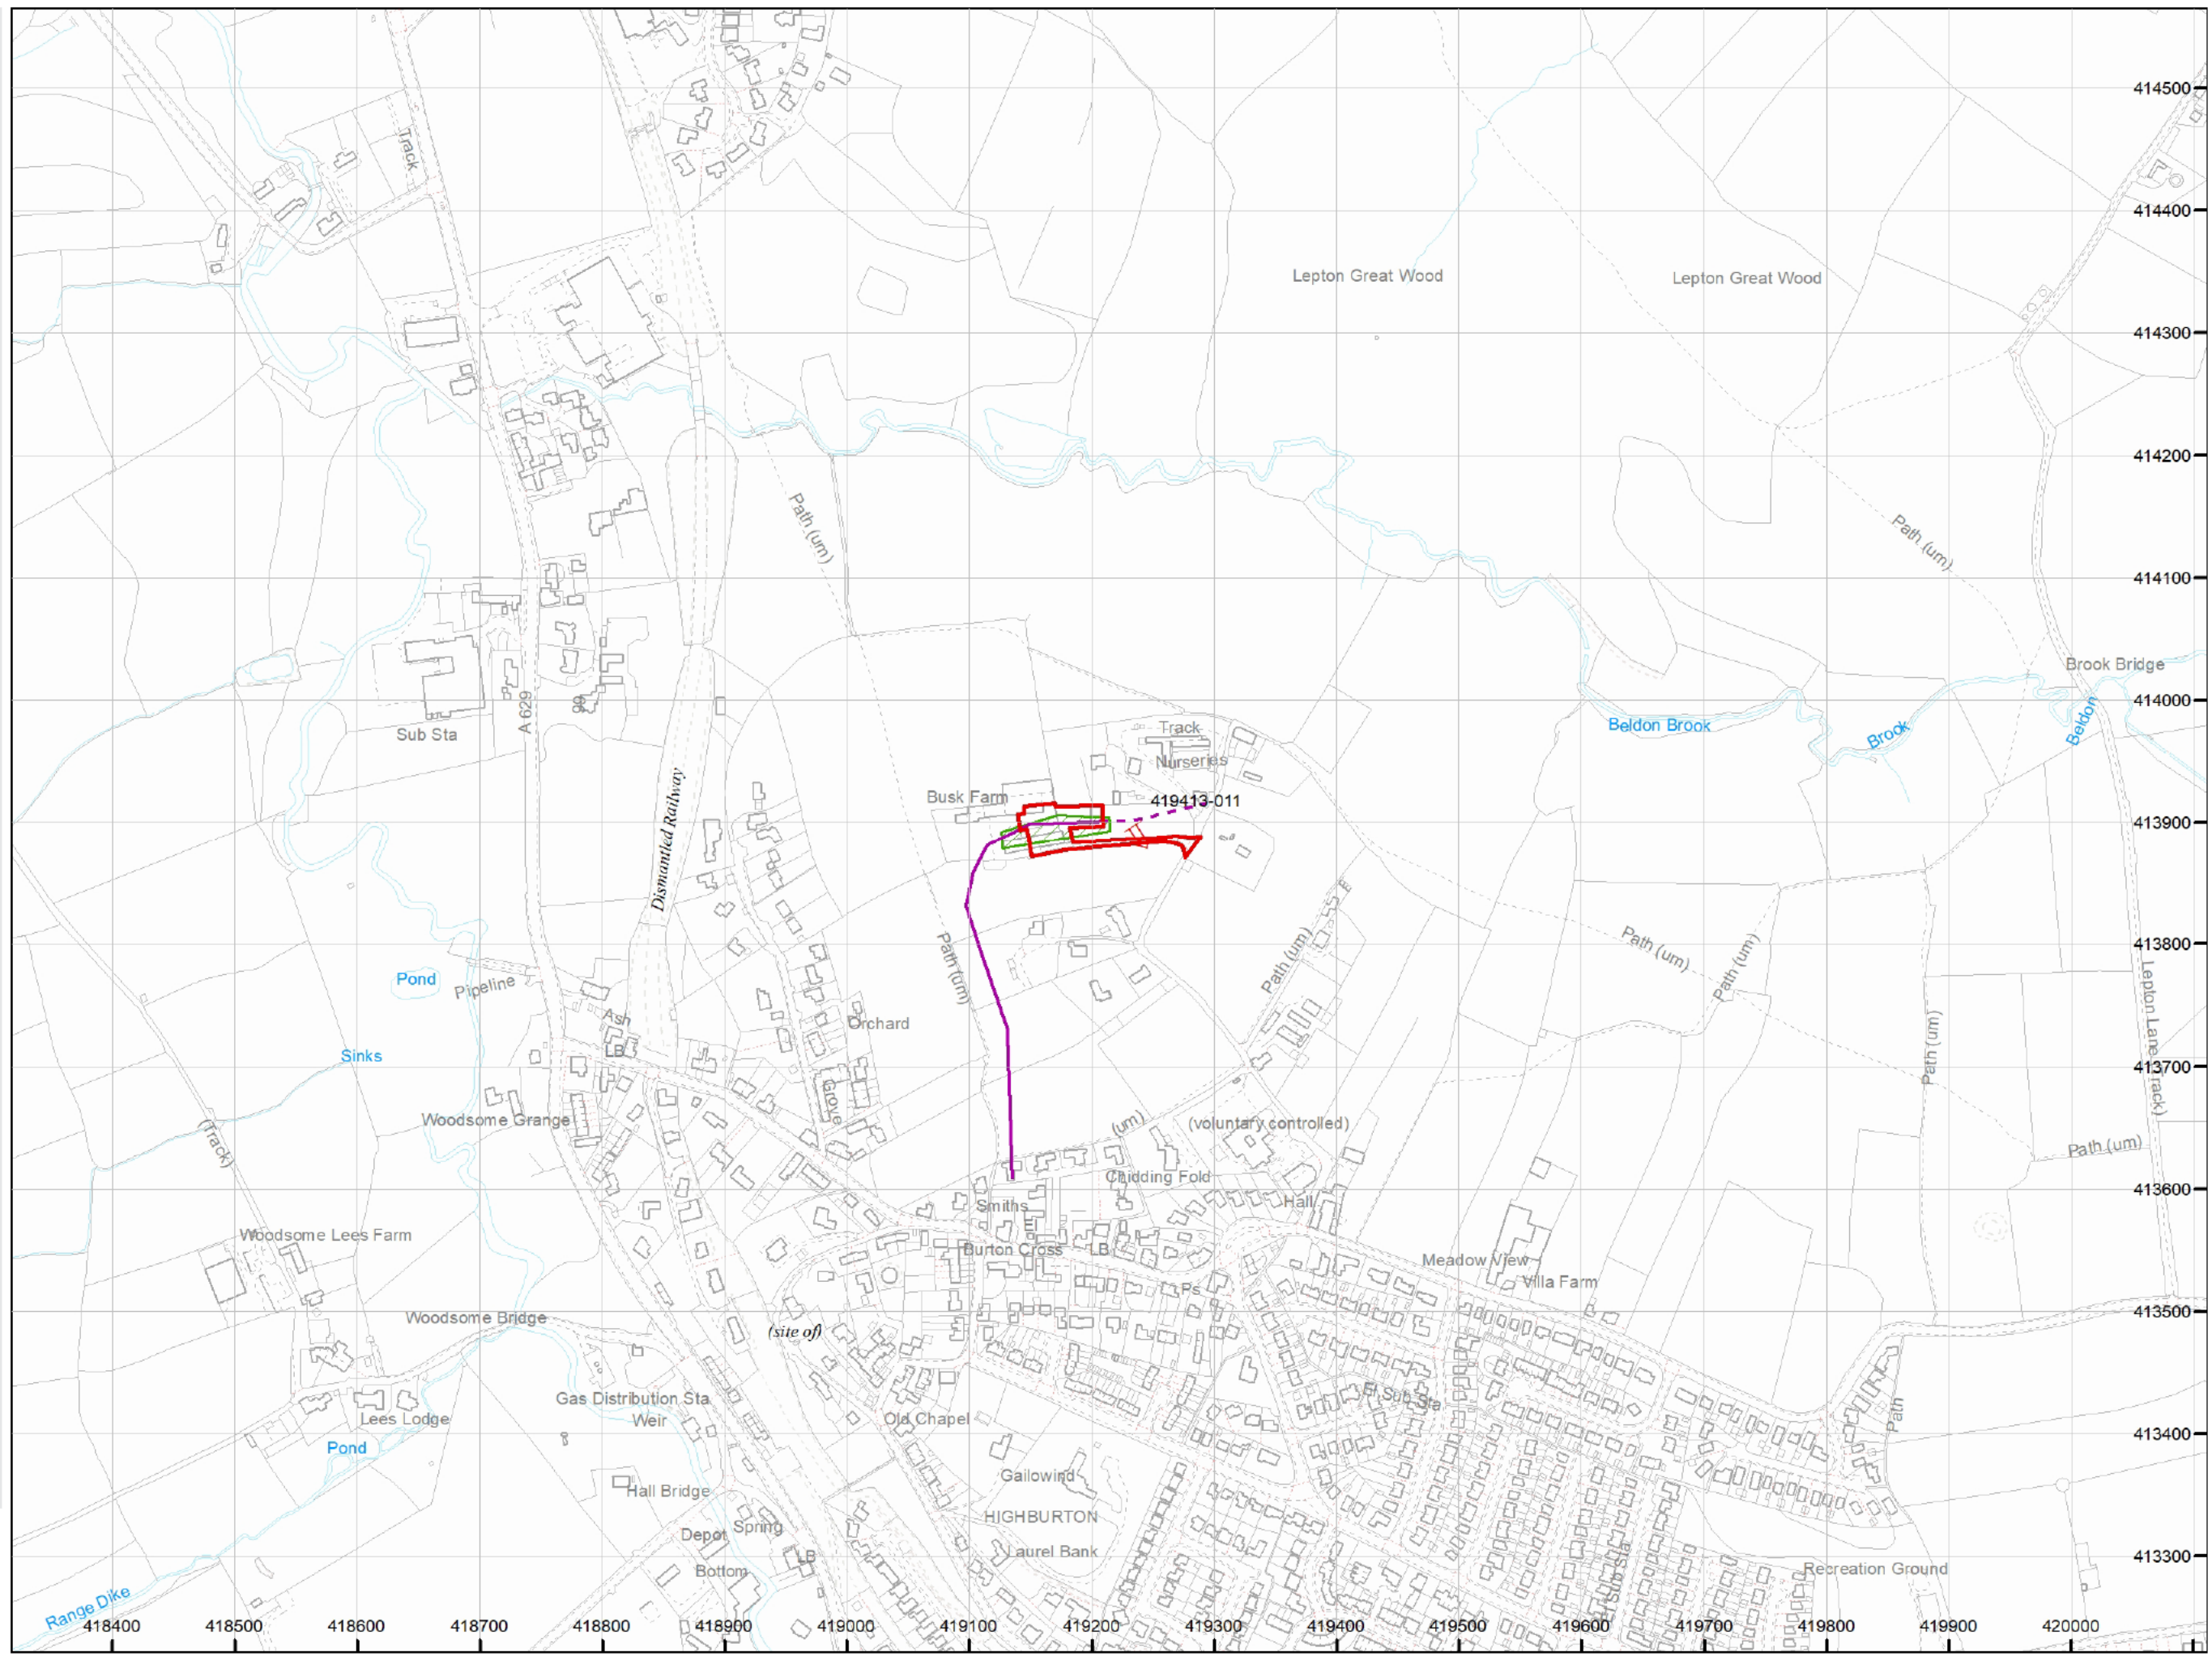 414500
Track
414400
Lepton Great Wood
Lepton Great Wood
414300
414200
Path (um)
Path (um)
414100
Brook Bridge
A 629
99
414000
Sub Sta
Track
Beldon Brook
Brook
Beldon
Nurseries
Dismantled Railway
Busk Farm
419413-011
413900
413800
Path (um)
Path (um)
Path (um)
Path (um)
Pond
Pipeline
Ash
Orchard
LB
Sinks
Path (um)
Lepton Lane (Track)
413700
Grove
Woodsome Grange
(um)
(voluntary controlled)
(Track)
Path (um)
Chidding Fold
413600
Smiths
Hall
El
Woodsome Lees Farm
Burton Cross
LB
Meadow View
Villa Farm
Ps
Woodsome Bridge
413500
(site of)
Gas Distribution Sta
El Sub Sta
Weir
Lees Lodge
Old Chapel
Path
Pond
413400
Gailowind
Hall Bridge
HIGHBURTON
Depot
Spring
Laurel Bank
LB
413300
Bottom
El Sub Sta
Recreation Ground
Range Dike
418400 418500 418600 418700 418800 418900 419000 419100 419200 419300 419400 419500 419600 419700 419800 419900 420000